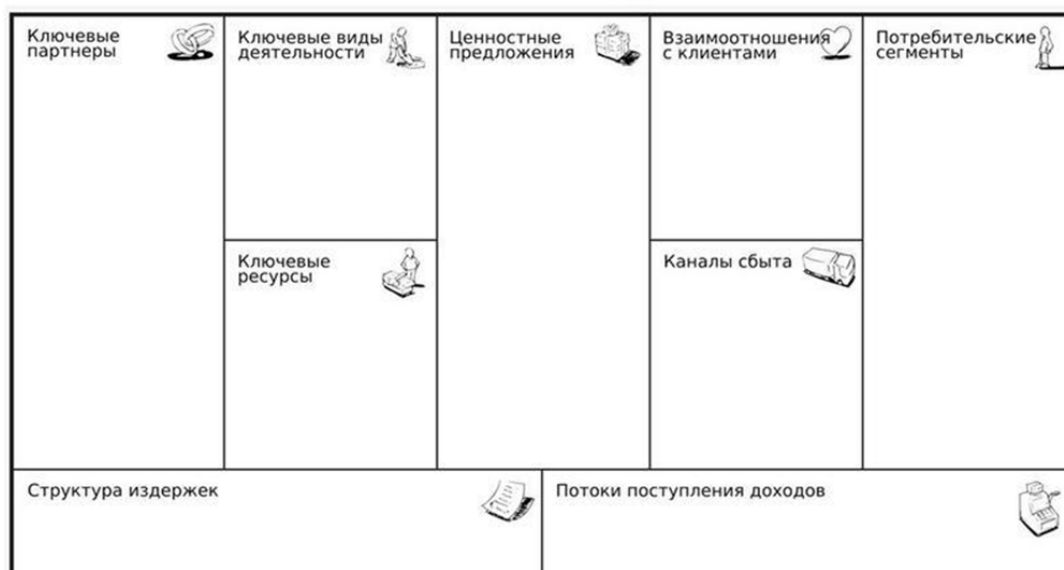 Ключевые
партнеры
Ключевые виды
деятельности
Ключевые
ресурсы
Ценностные
предложения
Взаимоотношения
с клиентами
Каналы сбыта
Потребительские
сегменты
Структура издержек
Потоки поступления доходов